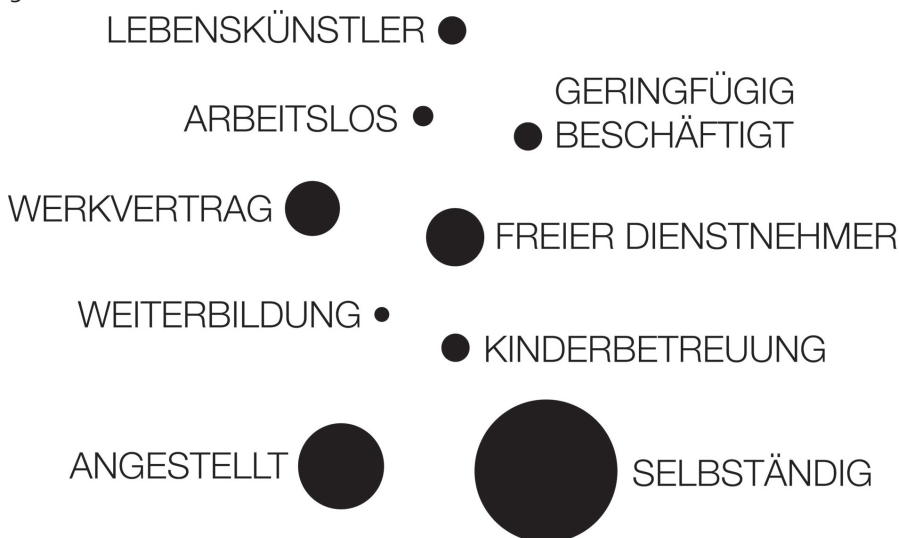 LEBENSKÜNSTLER
ARBEITSLOS
GERINGFÜGIG
BESCHÄFTIGT
WERKVERTRAG
FREIER DIENSTNEHMER
WEITERBILDUNG
KINDERBETREUUNG
ANGESTELLT
SELBSTÄNDIG